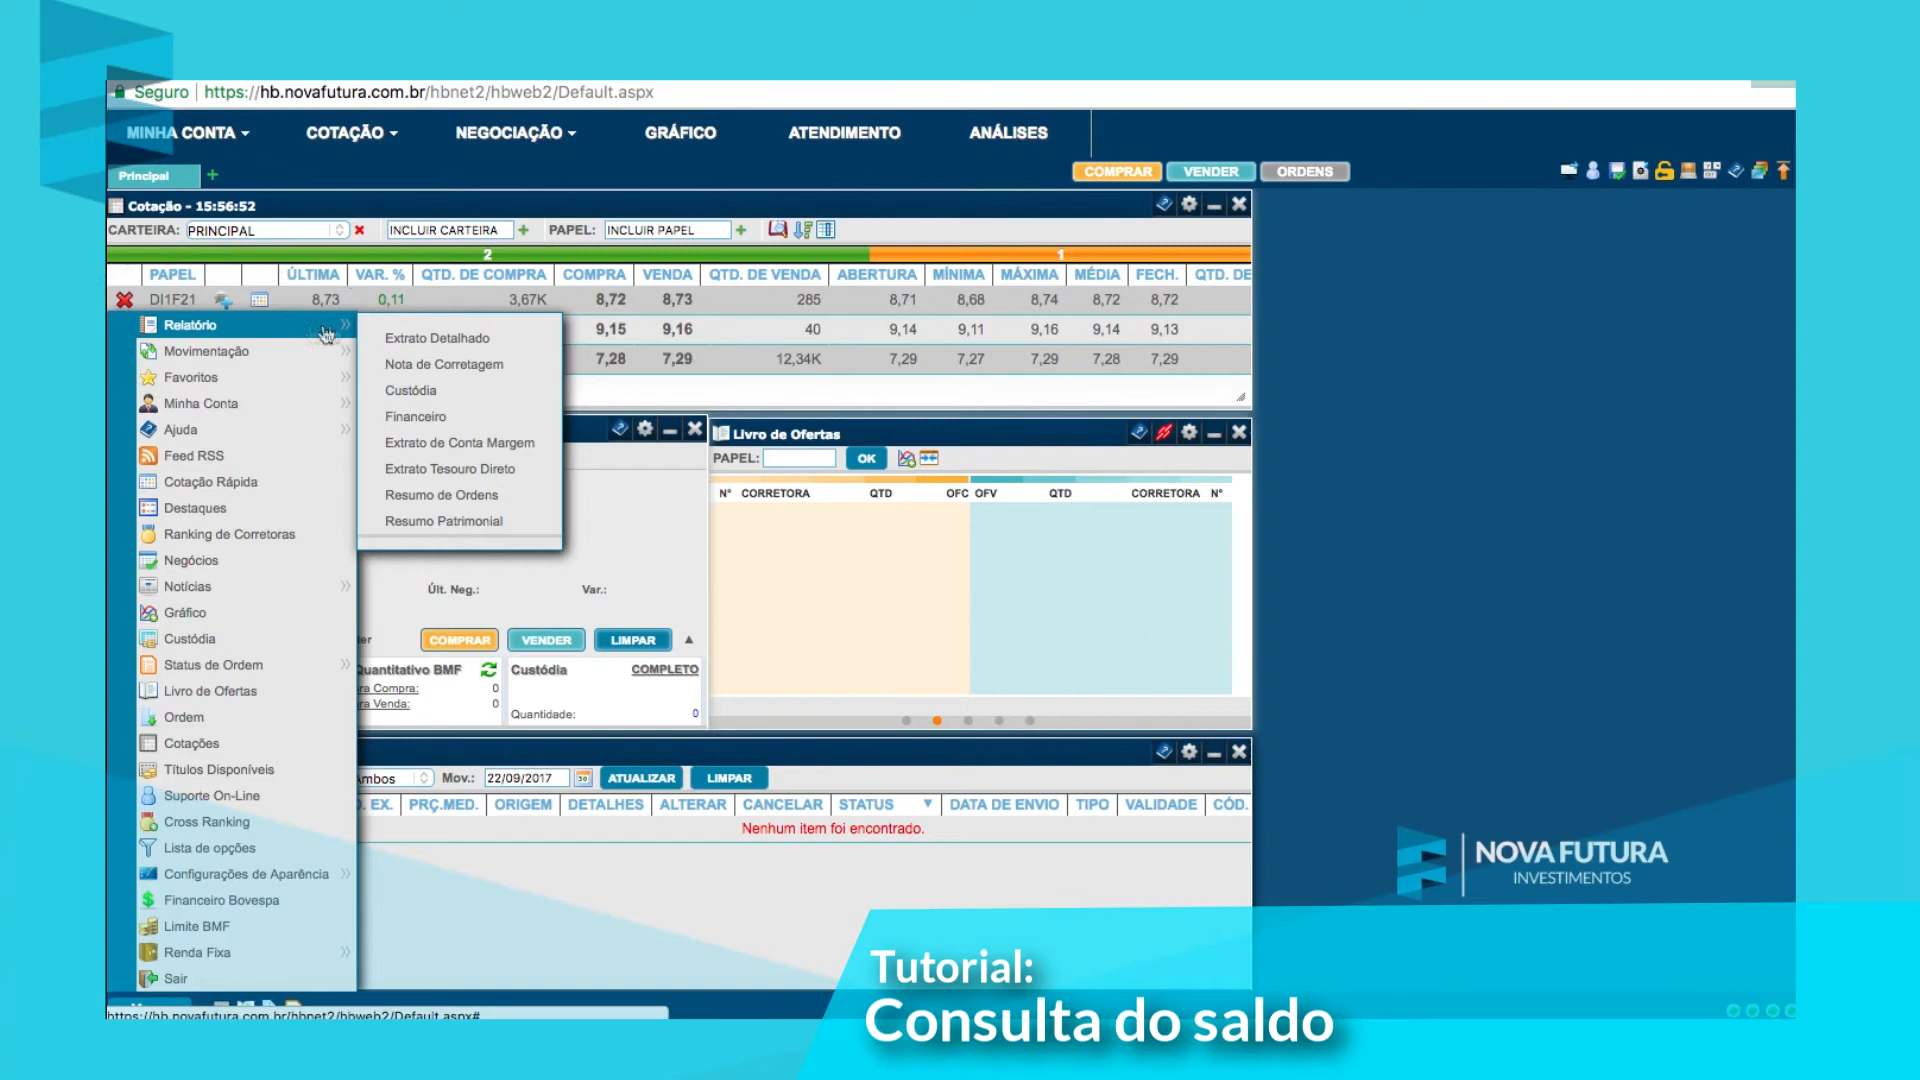 Seguro | https://hb.novafutura.com.br/hbnet2/hbweb2/Default.aspx
MINHA CONTA COTAÇÃO NEGOCIAÇÃO GRÁFICO ATENDIMENTO ANÁLISES
Principal + COMPRAR VENDER ORDENS
Cotação - 15:56:52
CARTEIRA: PRINCIPAL INCLUIR CARTEIRA + PAPEL: INCLUIR PAPEL +
2 1
PAPEL ÚLTIMA VAR. % QTD. DE COMPRA COMPRA VENDA QTD. DE VENDA ABERTURA MÍNIMA MÁXIMA MÉDIA FECH. QTD. DE
DI1F21 8,73 0,11 3,67K 8,72 8,73 285 8,71 8,68 8,74 8,72 8,72
9,15 9,16 40 9,14 9,11 9,16 9,14 9,13
7,28 7,29 12,34K 7,29 7,27 7,29 7,28 7,29
Relatório
Movimentação
Favoritos
Minha Conta
Ajuda
Feed RSS
Cotação Rápida
Destaques
Ranking de Corretoras
Negócios
Notícias
Gráfico
Custódia
Status de Ordem
Livro de Ofertas
Ordem
Cotações
Títulos Disponíveis
Suporte On-Line
Cross Ranking
Lista de opções
Configurações de Aparência
Financeiro Bovespa
Limite BMF
Renda Fixa
Sair
Extrato Detalhado
Nota de Corretagem
Custódia
Financeiro
Extrato de Conta Margem
Extrato Tesouro Direto
Resumo de Ordens
Resumo Patrimonial
Livro de Ofertas
PAPEL: OK
Nº CORRETORA QTD OFC OFV QTD CORRETORA Nº
Últ. Neg.: Var.:
COMPRAR VENDER LIMPAR
Quantitativo BMF Custódia COMPLETO
Compra: 0
Venda: 0
Quantidade: 0
Ambos Mov.: 22/09/2017 30 ATUALIZAR LIMPAR
EX. PRÇ.MED. ORIGEM DETALHES ALTERAR CANCELAR STATUS DATA DE ENVIO TIPO VALIDADE CÓD.
Nenhum item foi encontrado.
NOVA FUTURA
INVESTIMENTOS
https://hb.novafutura.com.br/hbnet2/hbweb2/Default.aspx#
Tutorial:
Consulta do saldo